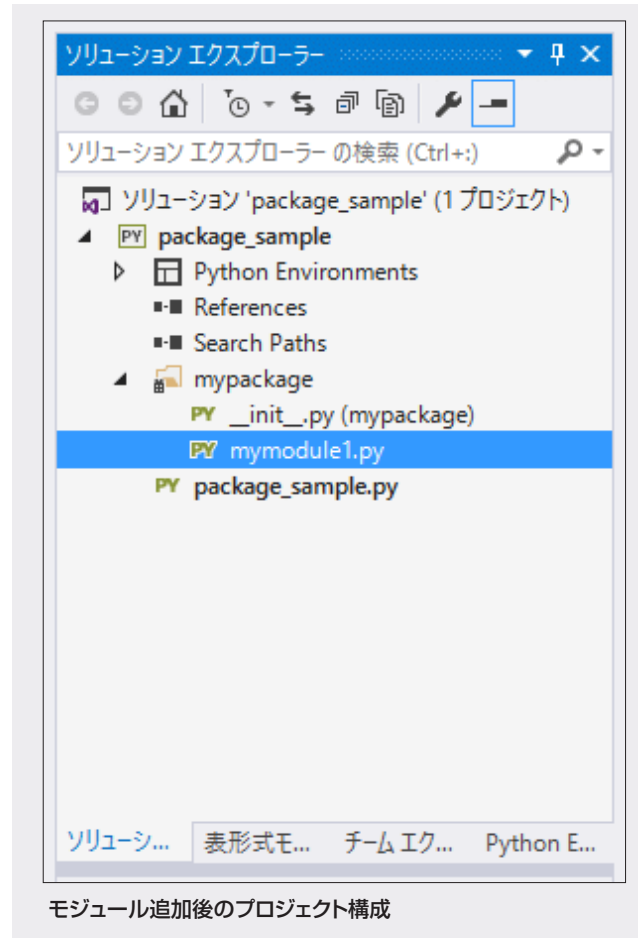 ソリューション エクスプローラー
ソリューション エクスプローラー の検索 (Ctrl+:)
ソリューション 'package_sample' (1 プロジェクト)
PY package_sample
Python Environments
References
Search Paths
mypackage
PY __init__.py (mypackage)
PY mymodule1.py
PY package_sample.py
ソリューシ... 表形式モ... チーム エク... Python E...
モジュール追加後のプロジェクト構成